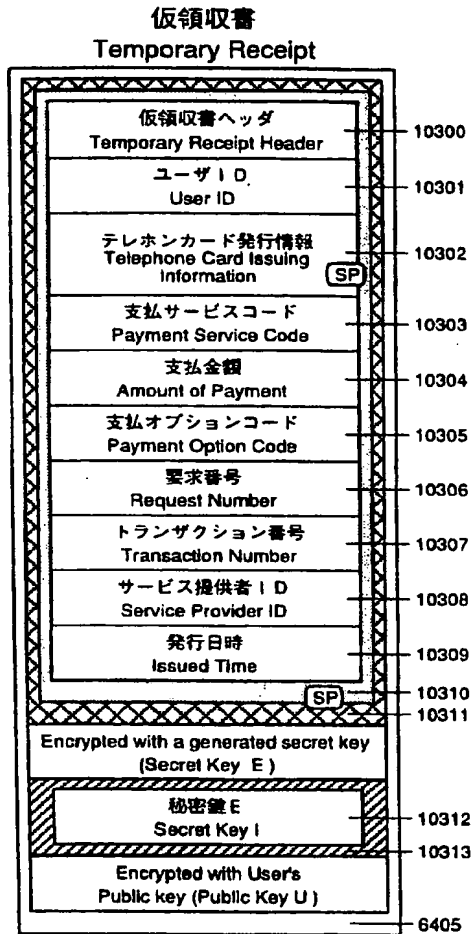 仮領収書
Temporary Receipt
仮領収書ヘッダ
Temporary Receipt Header
10300
ユーザID
User ID
10301
テレホンカード発行情報
Telephone Card Issuing
Information
SP
10302
支払サービスコード
Payment Service Code
10303
支払金額
Amount of Payment
10304
支払オプションコード
Payment Option Code
10305
要求番号
Request Number
10306
トランザクション番号
Transaction Number
10307
サービス提供者ID
Service Provider ID
10308
発行日時
Issued Time
10309
SP
10310
10311
Encrypted with a generated secret key
(Secret Key E)
秘密鍵E
Secret Key I
10312
10313
Encrypted with User's
Public key (Public Key U)
6405